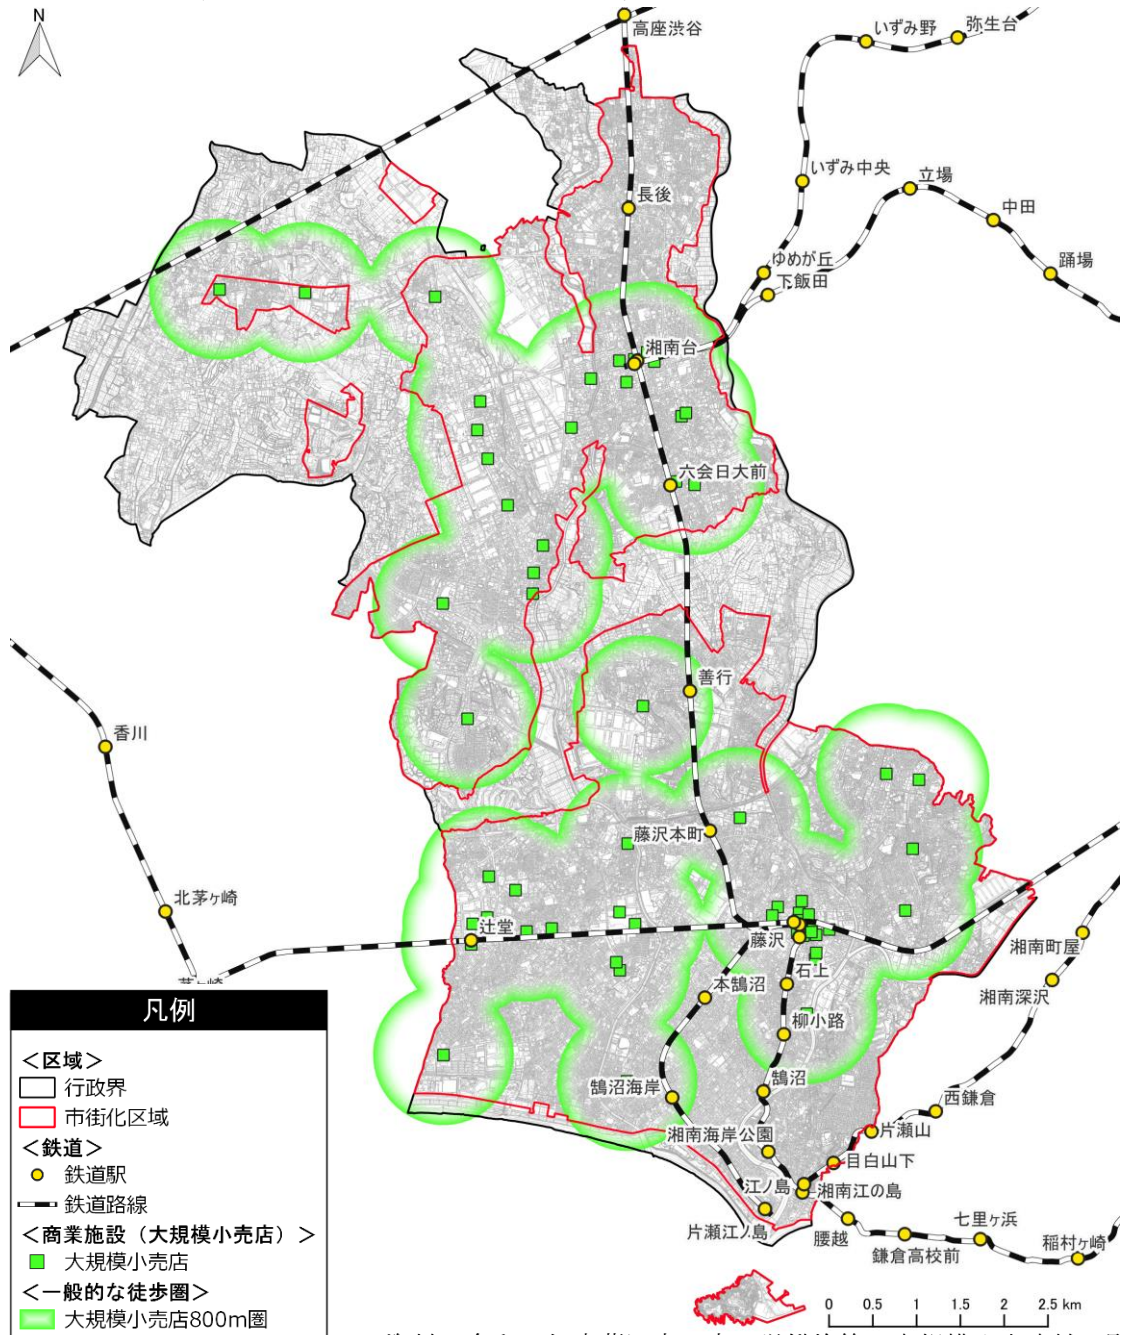 N
高座渋谷
いずみ野
弥生台
いずみ中央
立場
中田
長後
ゆめが丘
下飯田
踊場
湘南台
六会日大前
善行
香川
藤沢本町
北茅ヶ崎
辻堂
藤沢
石上
本鵠沼
湘南町屋
湘南深沢
柳小路
鵠沼
鵠沼海岸
西鎌倉
湘南海岸公園
片瀬山
目白山下
江ノ島
湘南江の島
片瀬江ノ島
腰越
鎌倉高校前
七里ヶ浜
稲村ヶ崎
凡例
＜区域＞
行政界
市街化区域
＜鉄道＞
鉄道駅
鉄道路線
＜商業施設（大規模小売店）＞
大規模小売店
＜一般的な徒歩圏＞
大規模小売店800m圏
0 0.5 1 1.5 2 2.5 km